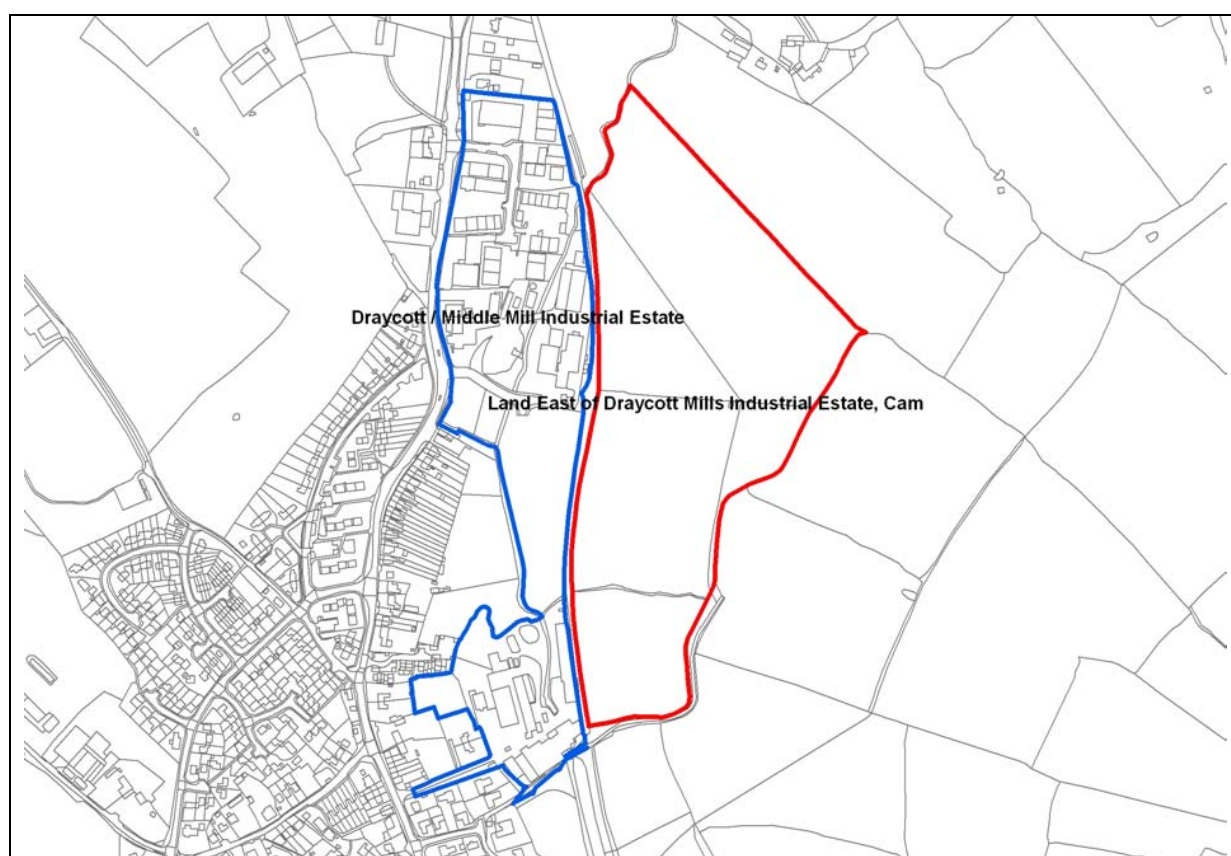 Draycott / Middle Mill Industrial Estate
Land East of Draycott Mills Industrial Estate, Cam